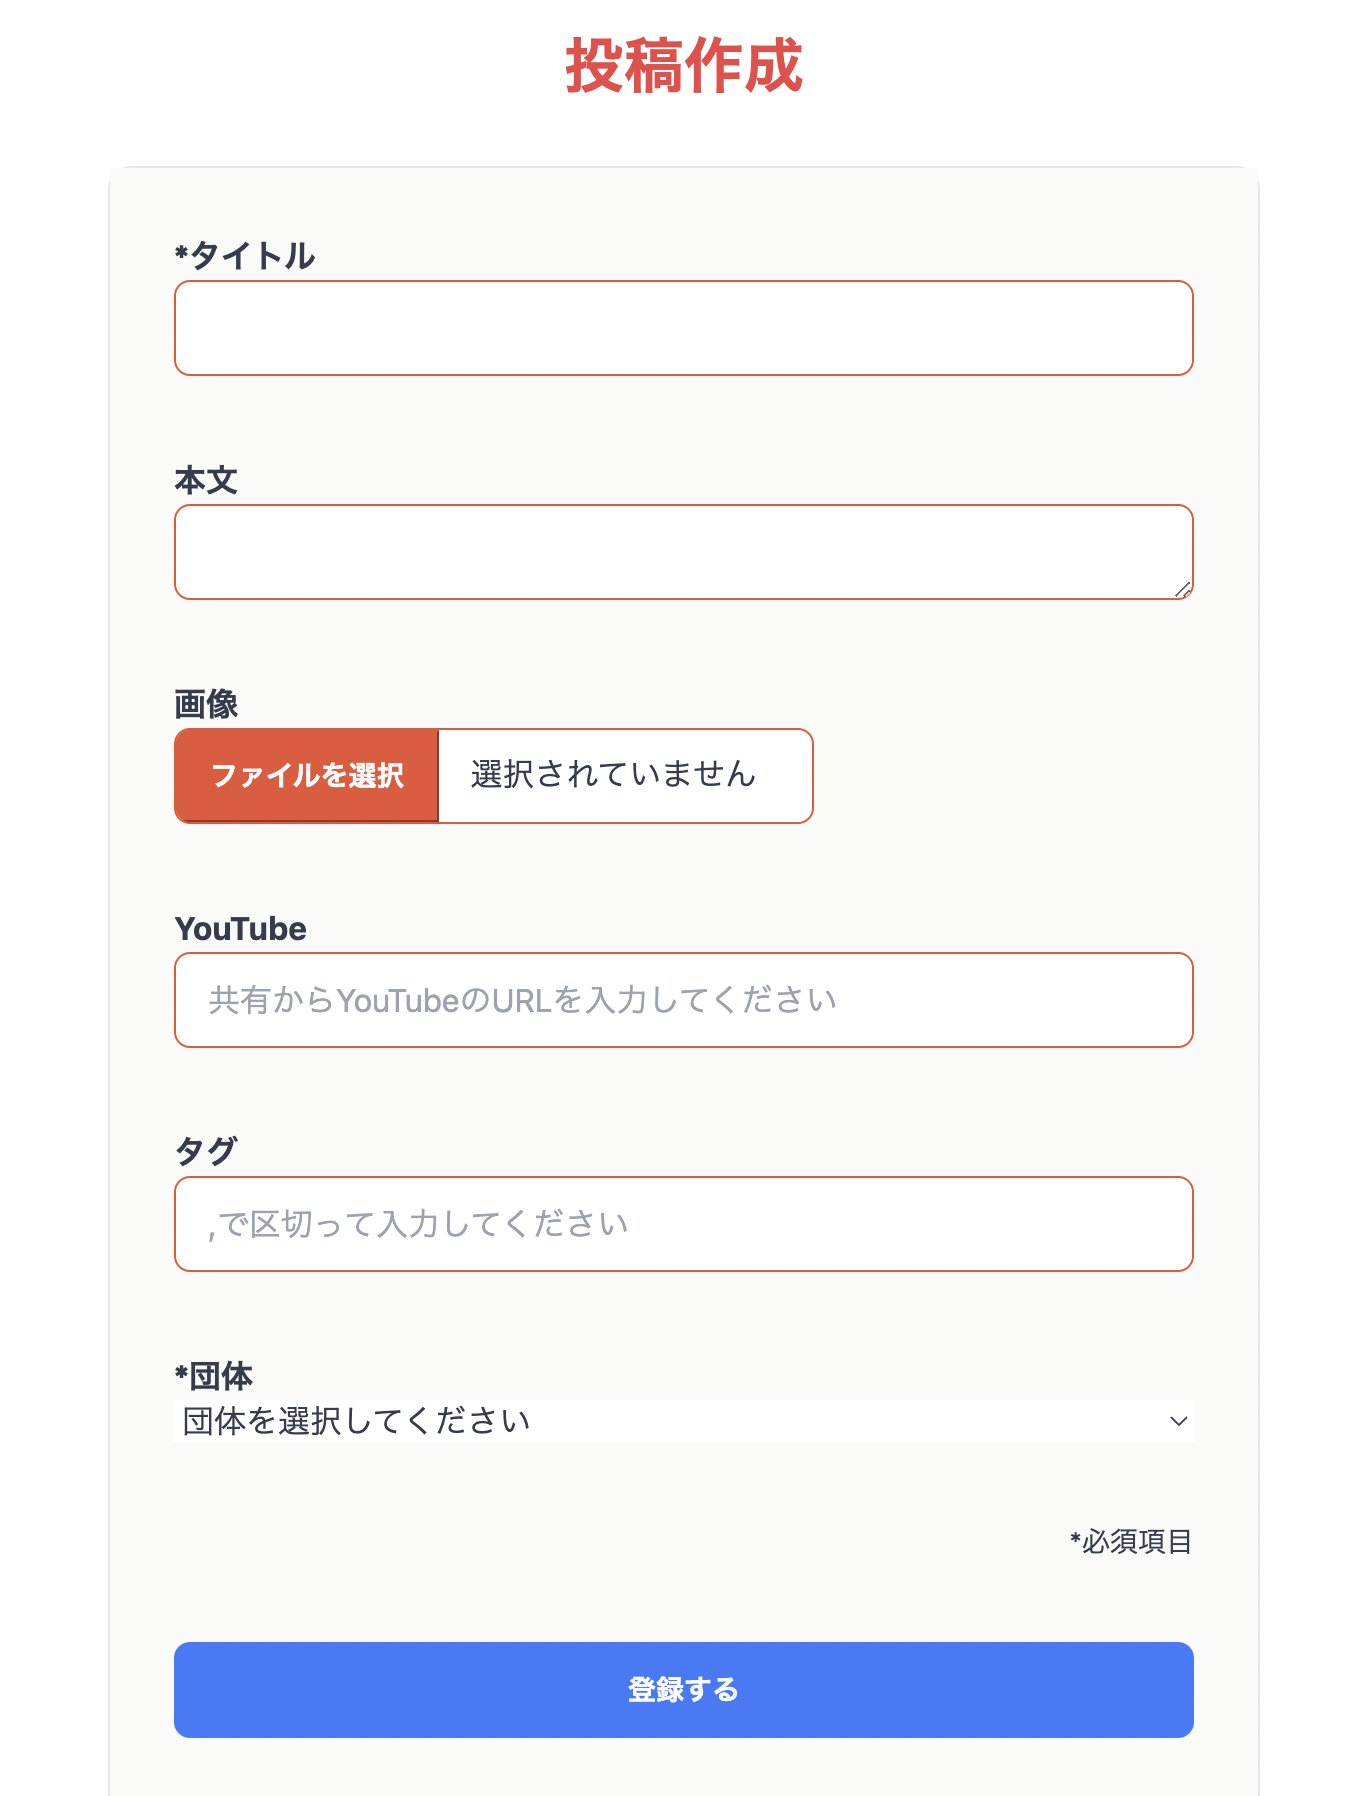 投稿作成
*タイトル
本文
画像
ファイルを選択 選択されていません
YouTube
共有からYouTubeのURLを入力してください
タグ
,で区切って入力してください
*団体
団体を選択してください
*必須項目
登録する